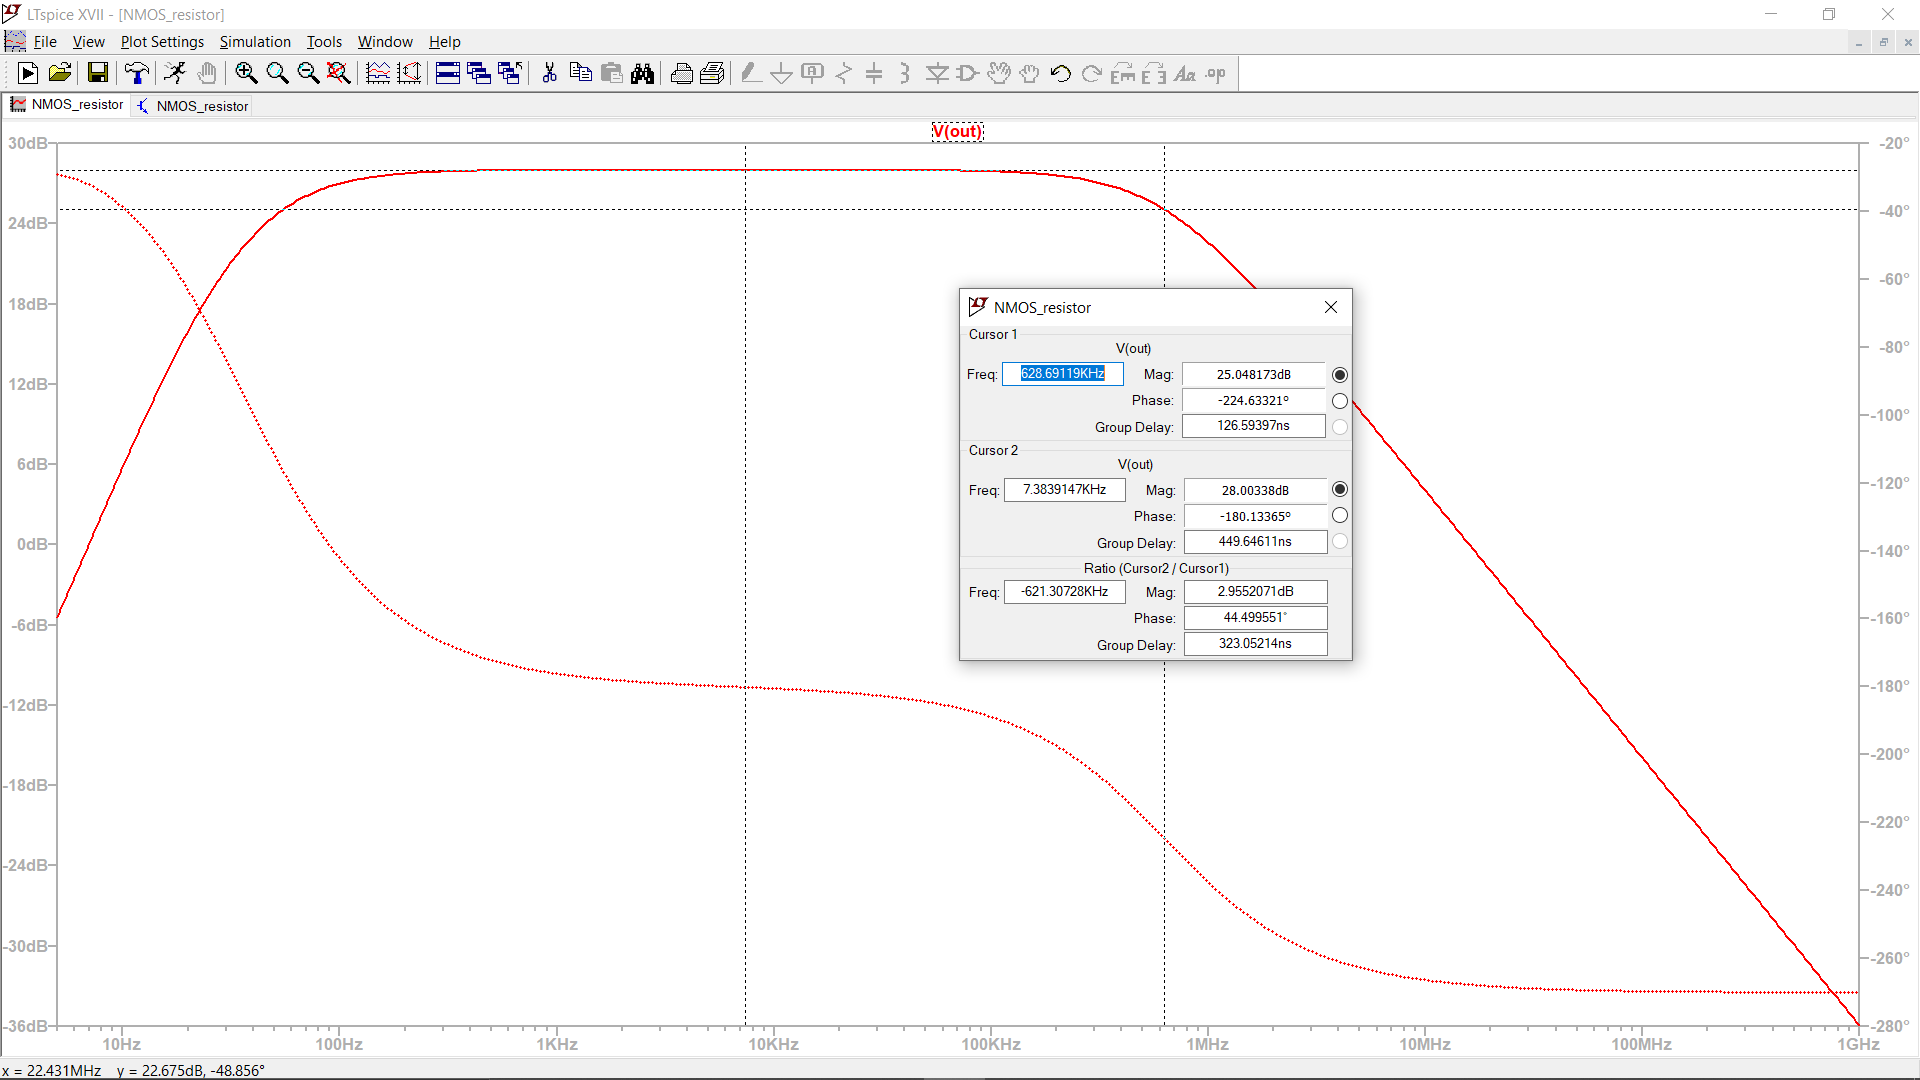 LTspice XVII - [NMOS_resistor]
File View Plot Settings Simulation Tools Window Help
NMOS_resistor NMOS_resistor
V(out)
30dB
24dB
18dB
12dB
6dB
0dB
-6dB
-12dB
-18dB
-24dB
-30dB
-36dB
-20°
-40°
-60°
-80°
-100°
-120°
-140°
-160°
-180°
-200°
-220°
-240°
-260°
-280°
10Hz 100Hz 1KHz 10KHz 100KHz 1MHz 10MHz 100MHz 1GHz
NMOS_resistor
Cursor 1
V(out)
Freq: 628.69119KHz Mag: 25.048173dB
Phase: -224.63321°
Group Delay: 126.59397ns
Cursor 2
V(out)
Freq: 7.3839147KHz Mag: 28.00338dB
Phase: -180.13365°
Group Delay: 449.64611ns
Ratio (Cursor2 / Cursor1)
Freq: -621.30728KHz Mag: 2.9552071dB
Phase: 44.499551°
Group Delay: 323.05214ns
x = 22.431MHz y = 22.675dB, -48.856°